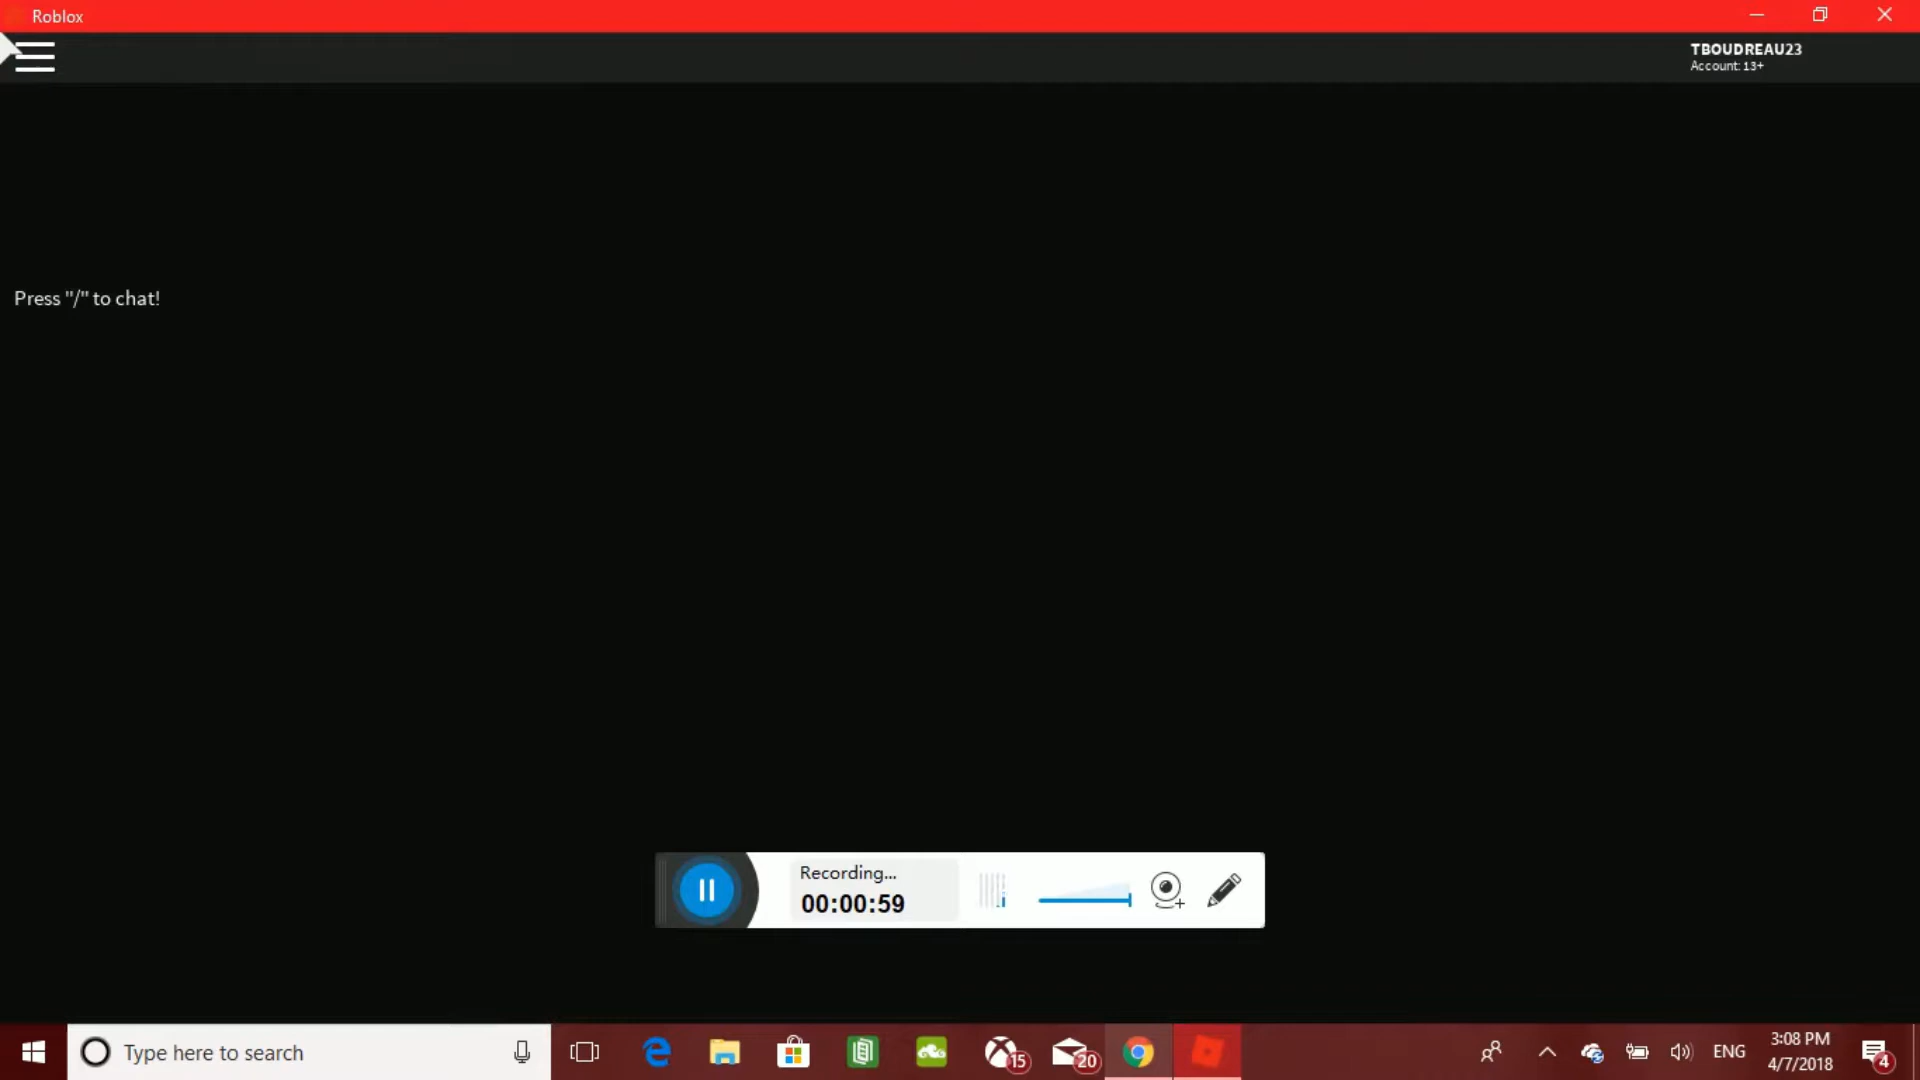 Roblox
TBOUDREAU23
Account: 13+
Press "/" to chat!
Recording...
00:00:59
Type here to search
15
20
ENG
3:08 PM
4/7/2018
4